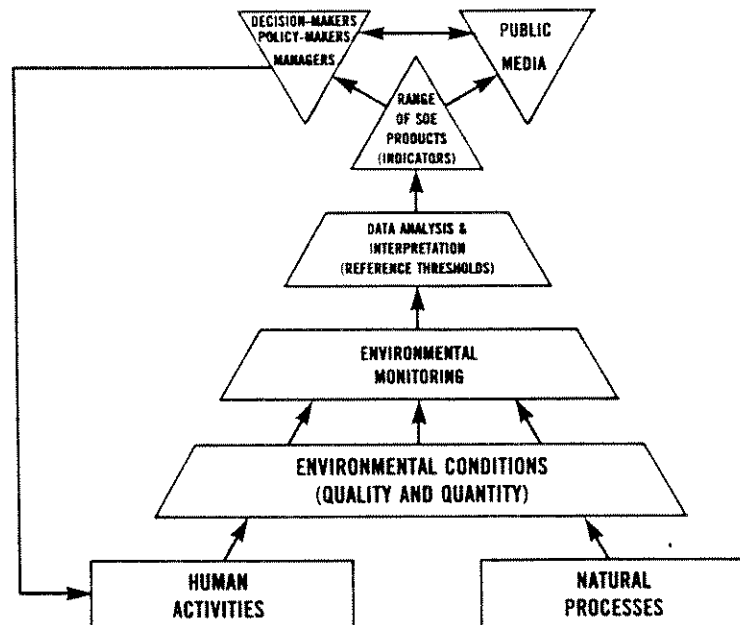 DECISION-MAKERS
POLICY-MAKERS
MANAGERS
PUBLIC
MEDIA
RANGE
OF SOE
PRODUCTS
(INDICATORS)
DATA ANALYSIS &
INTERPRETATION
(REFERENCE THRESHOLDS)
ENVIRONMENTAL
MONITORING
ENVIRONMENTAL CONDITIONS
(QUALITY AND QUANTITY)
HUMAN
ACTIVITIES
NATURAL
PROCESSES